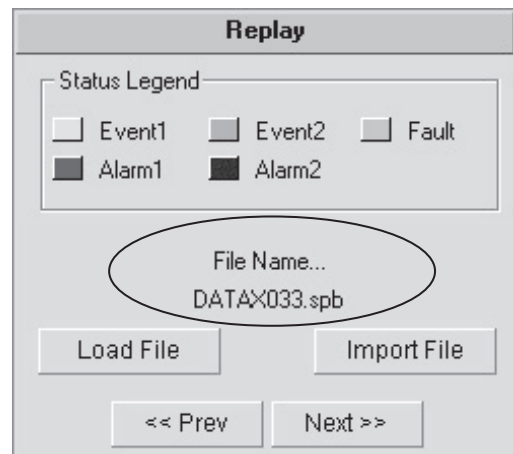 Replay
Status Legend
Event1 Event2 Fault
Alarm1 Alarm2
File Name...
DATAX033.spb
Load File Import File
<< Prev Next >>